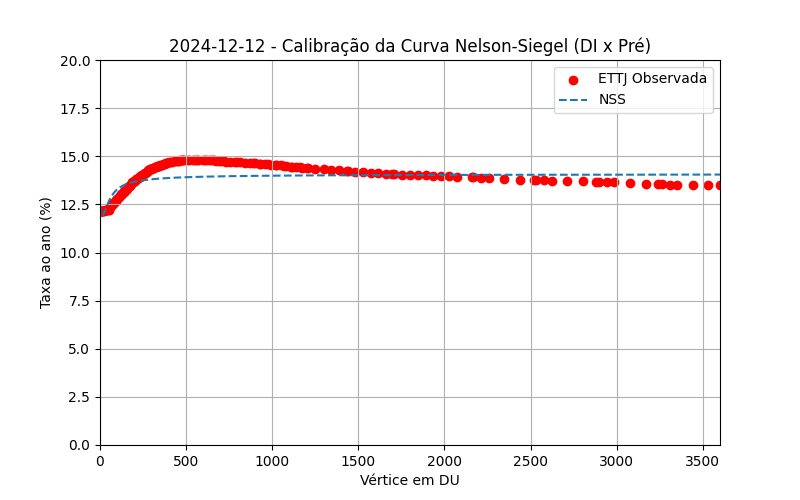 2024-12-12 - Calibração da Curva Nelson-Siegel (DI x Pré)
ETTJ Observada
NSS
Taxa ao ano (%)
20.0
17.5
15.0
12.5
10.0
7.5
5.0
2.5
0.0
0 500 1000 1500 2000 2500 3000 3500
Vértice em DU